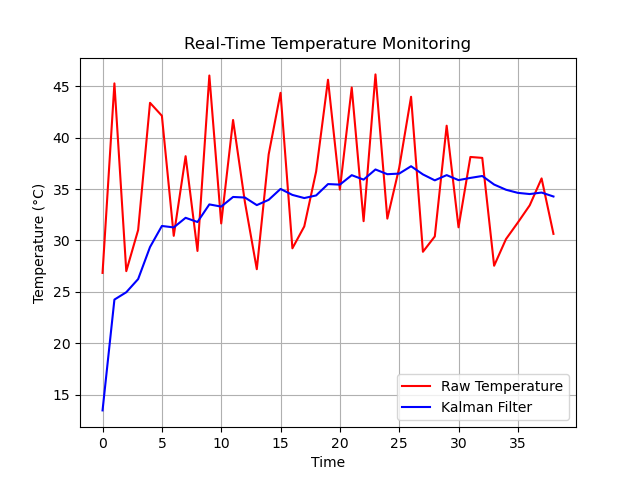 Real-Time Temperature Monitoring
Temperature (°C)
45
40
35
30
25
20
15
0 5 10 15 20 25 30 35
Time
Raw Temperature
Kalman Filter